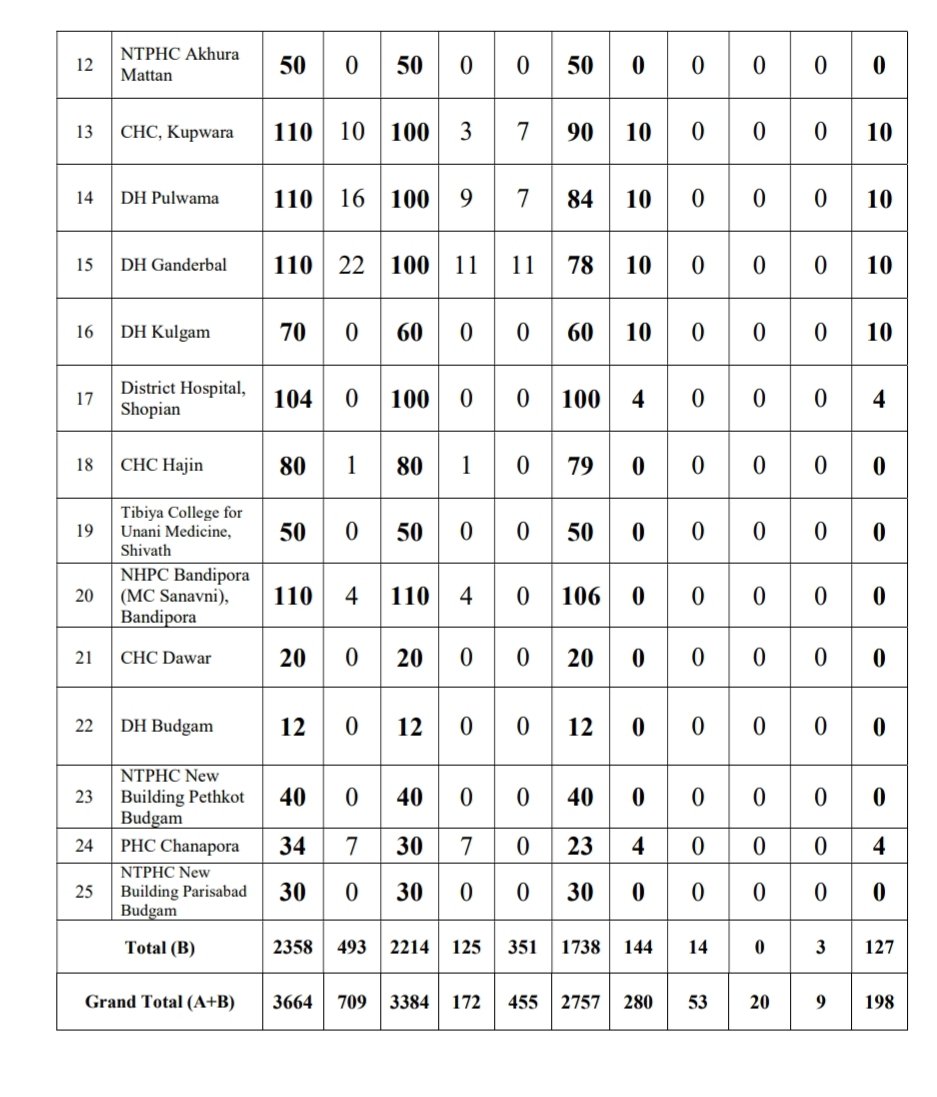 12 NTPHC Akhura Mattan 50 0 50 0 0 50 0 0 0 0 0
13 CHC, Kupwara 110 10 100 3 7 90 10 0 0 0 10
14 DH Pulwama 110 16 100 9 7 84 10 0 0 0 10
15 DH Ganderbal 110 22 100 11 11 78 10 0 0 0 10
16 DH Kulgam 70 0 60 0 0 60 10 0 0 0 10
17 District Hospital, Shopian 104 0 100 0 0 100 4 0 0 0 4
18 CHC Hajin 80 1 80 1 0 79 0 0 0 0 0
19 Tibiya College for Unani Medicine, Shivath 50 0 50 0 0 50 0 0 0 0 0
20 NHPC Bandipora (MC Sanavni), Bandipora 110 4 110 4 0 106 0 0 0 0 0
21 CHC Dawar 20 0 20 0 0 20 0 0 0 0 0
22 DH Budgam 12 0 12 0 0 12 0 0 0 0 0
23 NTPHC New Building Pethkot Budgam 40 0 40 0 0 40 0 0 0 0 0
24 PHC Chanapora 34 7 30 7 0 23 4 0 0 0 4
25 NTPHC New Building Parisabad Budgam 30 0 30 0 0 30 0 0 0 0 0
Total (B) 2358 493 2214 125 351 1738 144 14 0 3 127
Grand Total (A+B) 3664 709 3384 172 455 2757 280 53 20 9 198